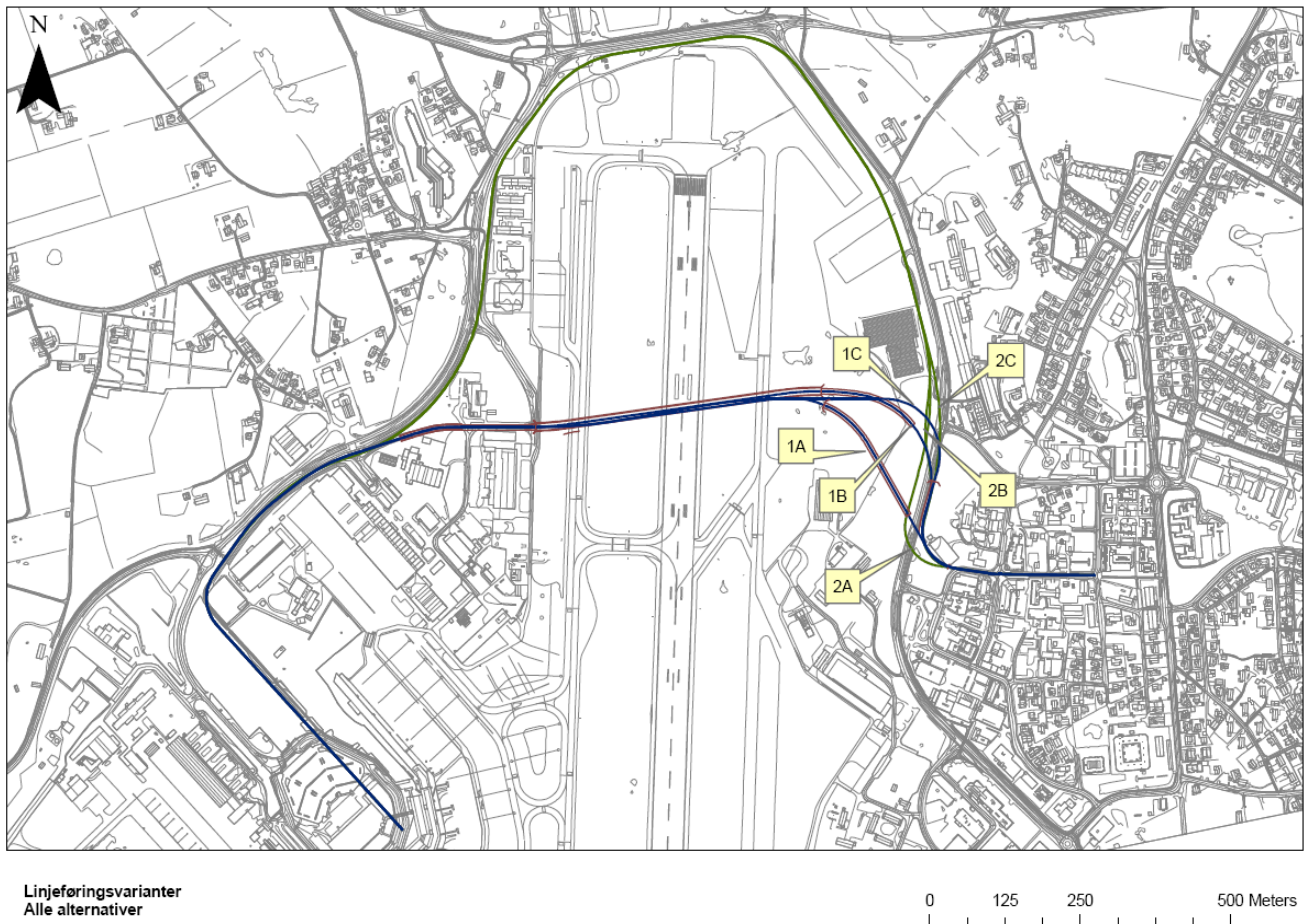 N
1C
2C
1A
1B
2B
2A
Linjeføringsvarianter
Alle alternativer
0 125 250 500 Meters